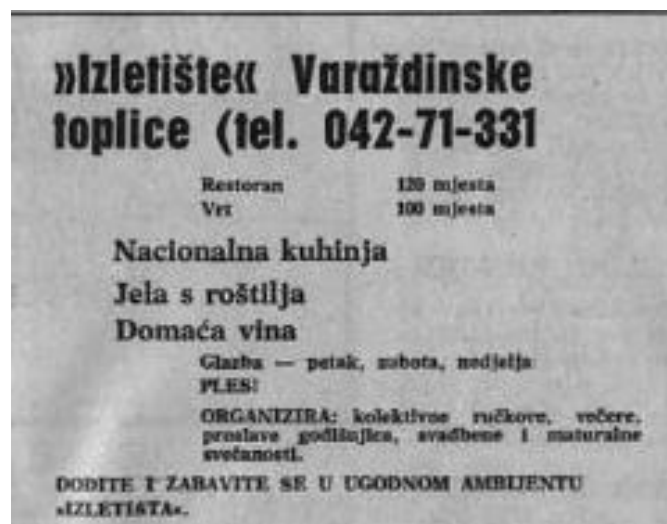 »Izletište« Varaždinske
toplice (tel. 042-71-331
Restoran 120 mjesta
Vrt 100 mjesta
Nacionalna kuhinja
Jela s roštilja
Domaća vina
Glazba — petak, subota, nedjelja
PLES!
ORGANIZIRA: kolektivne ručkove, večere,
proslave godišnjica, svadbene i maturalne
svečanosti.
DOĐITE I ZABAVITE SE U UGODNOM AMBIJENTU
»IZLETIŠTA«.